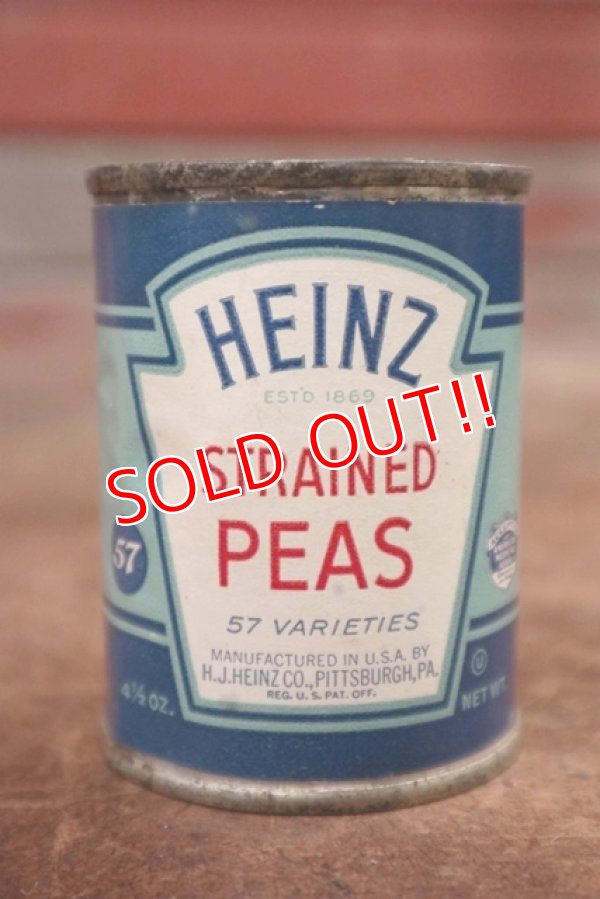 HEINZ
EST'D 1869
SOLD OUT!!
STRAINED
PEAS
57
57 VARIETIES
MANUFACTURED IN U.S.A. BY
H.J.HEINZ CO., PITTSBURGH, PA.
REG. U.S. PAT. OFF.
4½ OZ.
U
NET WT.